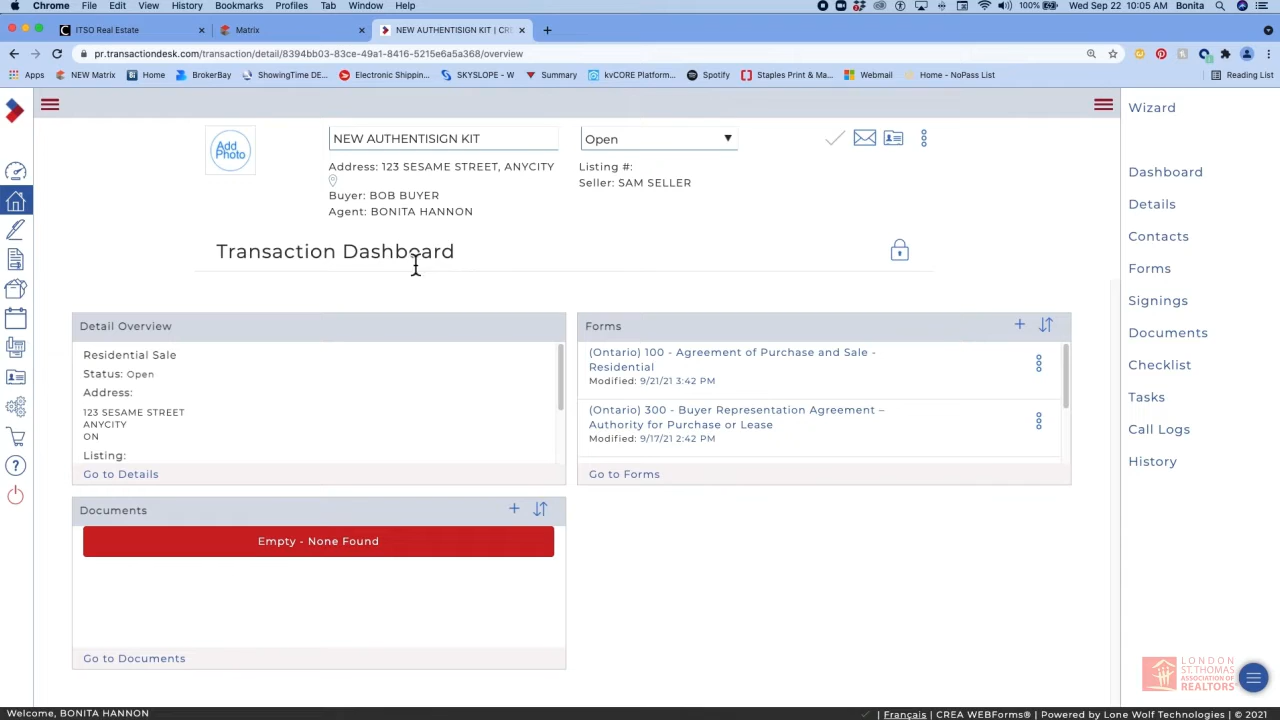 Chrome File Edit View History Bookmarks Profiles Tab Window Help 100% Wed Sep 22 10:05 AM Bonita
ITSO Real Estate × Matrix × NEW AUTHENTISIGN KIT | CRE ×
pr.transactiondesk.com/transaction/detail/8394bb03-83ce-49a1-8416-5215e6a5a368/overview
Apps NEW Matrix Home BrokerBay ShowingTime DE... Electronic Shippin... SKYSLOPE - W Summary kvCORE Platform... Spotify Staples Print & Ma... Webmail Home - NoPass List Reading List
Wizard
Add Photo
NEW AUTHENTISIGN KIT Open
Address: 123 SESAME STREET, ANYCITY Listing #:
Seller: SAM SELLER
Buyer: BOB BUYER
Agent: BONITA HANNON
Transaction Dashboard
Dashboard
Details
Contacts
Forms
Signings
Documents
Checklist
Tasks
Call Logs
History
Detail Overview
Residential Sale
Status: Open
Address:
123 SESAME STREET
ANYCITY
ON
Listing:
Go to Details
Forms
(Ontario) 100 - Agreement of Purchase and Sale -
Residential
Modified: 9/21/21 3:42 PM
(Ontario) 300 - Buyer Representation Agreement –
Authority for Purchase or Lease
Modified: 9/17/21 2:42 PM
Go to Forms
Documents
Empty - None Found
Go to Documents
LONDON
ST. THOMAS
ASSOCIATION OF
REALTORS®
Welcome, BONITA HANNON | Français | CREA WEBForms® | Powered by Lone Wolf Technologies | © 2021